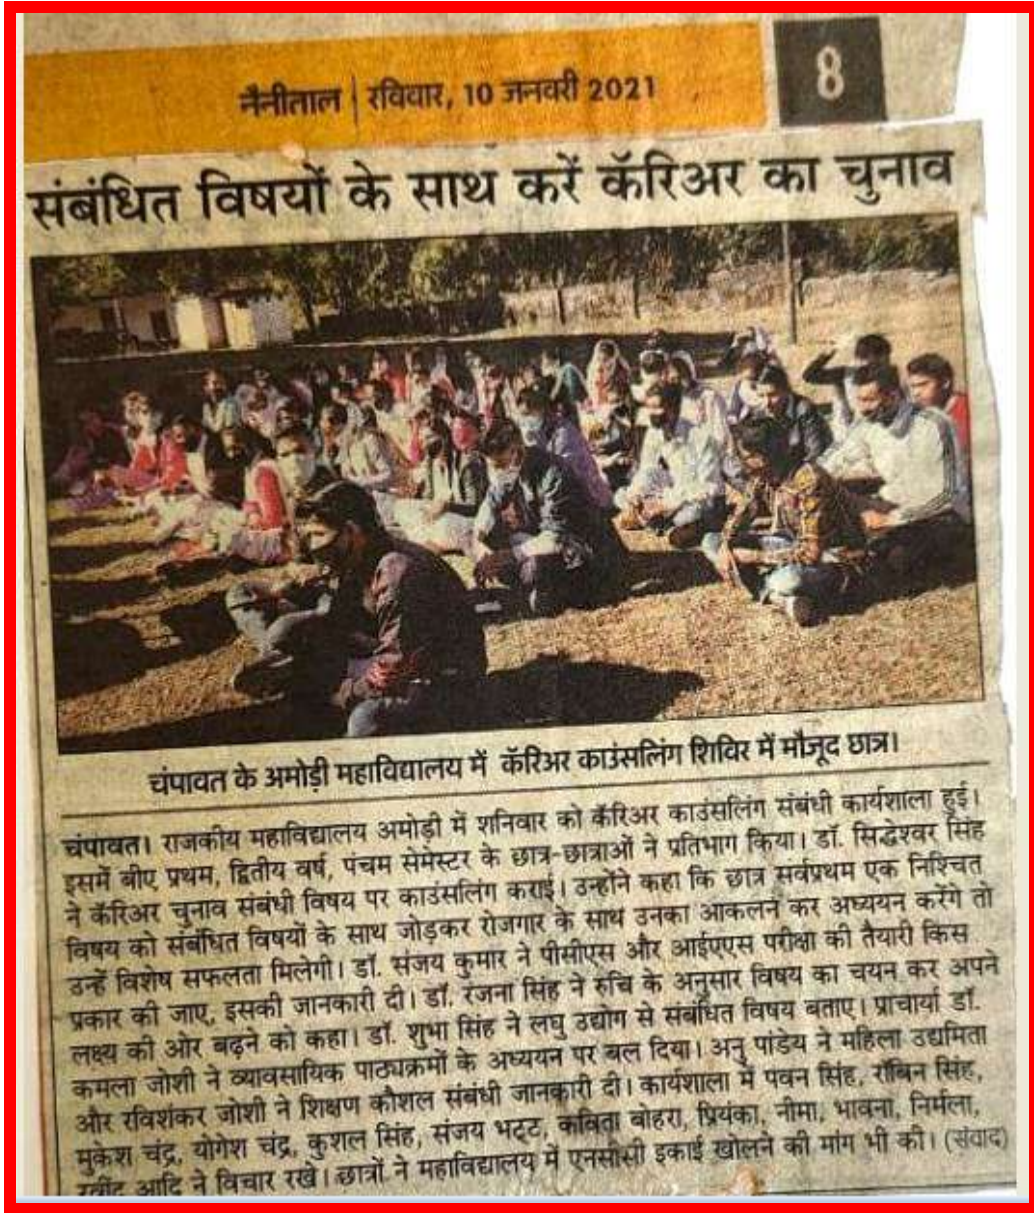 नैनीताल | रविवार, 10 जनवरी 2021
8
संबंधित विषयों के साथ करें कॅरिअर का चुनाव
चंपावत के अमोड़ी महाविद्यालय में कॅरिअर काउंसलिंग शिविर में मौजूद छात्र।
चंपावत। राजकीय महाविद्यालय अमोड़ी में शनिवार को कॅरिअर काउंसलिंग संबंधी कार्यशाला हुई।
इसमें बीए प्रथम, द्वितीय वर्ष, पंचम सेमेस्टर के छात्र-छात्राओं ने प्रतिभाग किया। डॉ. सिद्धेश्वर सिंह
ने कॅरिअर चुनाव संबंधी विषय पर काउंसलिंग कराई। उन्होंने कहा कि छात्र सर्वप्रथम एक निश्चित
विषय को संबंधित विषयों के साथ जोड़कर रोजगार के साथ उनका आकलन कर अध्ययन करेंगे तो
उन्हें विशेष सफलता मिलेगी। डॉ. संजय कुमार ने पीसीएस और आईएएस परीक्षा की तैयारी किस
प्रकार की जाए, इसकी जानकारी दी। डॉ. रंजना सिंह ने रुचि के अनुसार विषय का चयन कर अपने
लक्ष्य की ओर बढ़ने को कहा। डॉ. शुभा सिंह ने लघु उद्योग से संबंधित विषय बताए। प्राचार्या डॉ.
कमला जोशी ने व्यावसायिक पाठ्यक्रमों के अध्ययन पर बल दिया। अनु पांडेय ने महिला उद्यमिता
और रविशंकर जोशी ने शिक्षण कौशल संबंधी जानकारी दी। कार्यशाला में पवन सिंह, रॉबिन सिंह,
मुकेश चंद्र, योगेश चंद्र, कुशल सिंह, संजय भट्ट, कविता बोहरा, प्रियंका, नीमा, भावना, निर्मला,
रवींद्र आदि ने विचार रखे। छात्रों ने महाविद्यालय में एनसीसी इकाई खोलने की मांग भी की। (संवाद)